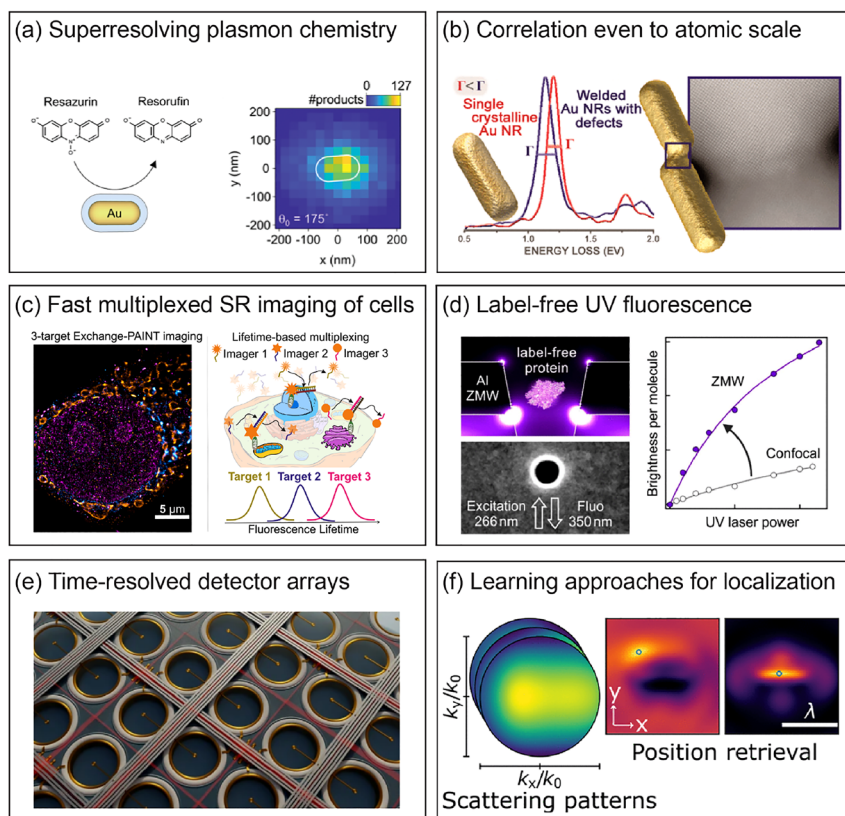 (a) Superresolving plasmon chemistry
Resazurin
Resorufin
O⁻
N
O
O
O⁻
N⁺
O⁻
O
O
Au
#products
0
127
200
100
0
-100
-200
y (nm)
θ₀ = 175°
-200 -100 0 100 200
x (nm)
(b) Correlation even to atomic scale
Γ<Γ
Single
crystalline
Au NR
Welded
Au NRs with
defects
Γ
Γ
0.5
1.0
1.5
2.0
ENERGY LOSS (EV)
(c) Fast multiplexed SR imaging of cells
3-target Exchange-PAINT imaging
5 µm
Lifetime-based multiplexing
Imager 1
Imager 2
Imager 3
Target 1
Target 2
Target 3
Fluorescence Lifetime
(d) Label-free UV fluorescence
label-free
protein
Al
ZMW
Excitation
266 nm
Fluo
350 nm
Brightness per molecule
ZMW
Confocal
UV laser power
(e) Time-resolved detector arrays
(f) Learning approaches for localization
ky/k0
kx/k0
Scattering patterns
y
x
λ
Position retrieval